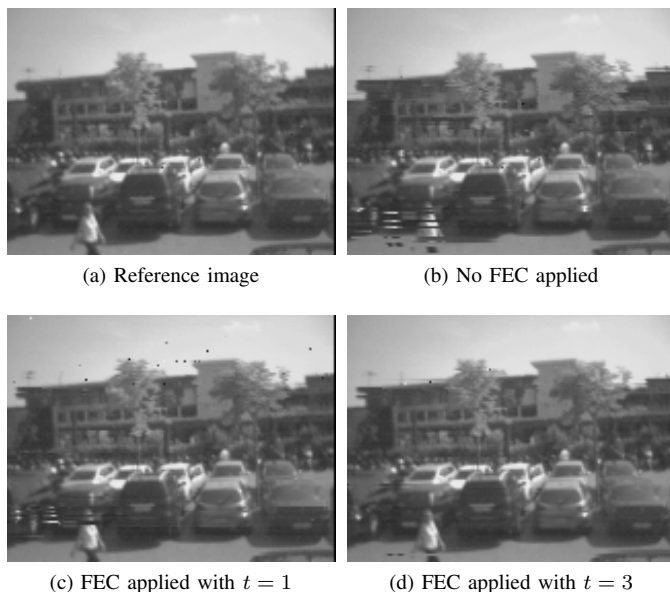 (a) Reference image
(b) No FEC applied
(c) FEC applied with t = 1
(d) FEC applied with t = 3